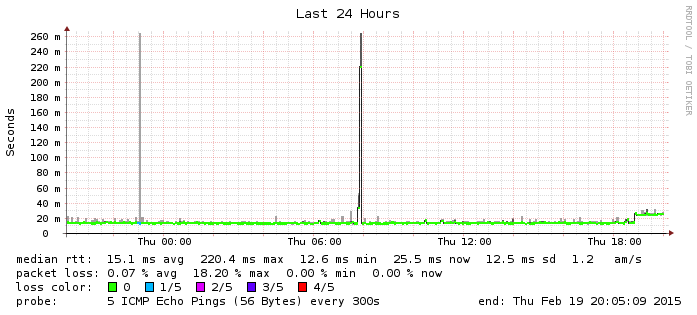 Last 24 Hours
RRDTOOL / TOBI OETIKER
Seconds
260 m
240 m
220 m
200 m
180 m
160 m
140 m
120 m
100 m
80 m
60 m
40 m
20 m
0
Thu 00:00 Thu 06:00 Thu 12:00 Thu 18:00
median rtt: 15.1 ms avg 220.4 ms max 12.6 ms min 25.5 ms now 12.5 ms sd 1.2 am/s
packet loss: 0.07 % avg 18.20 % max 0.00 % min 0.00 % now
loss color: 0 1/5 2/5 3/5 4/5
probe: 5 ICMP Echo Pings (56 Bytes) every 300s end: Thu Feb 19 20:05:09 2015